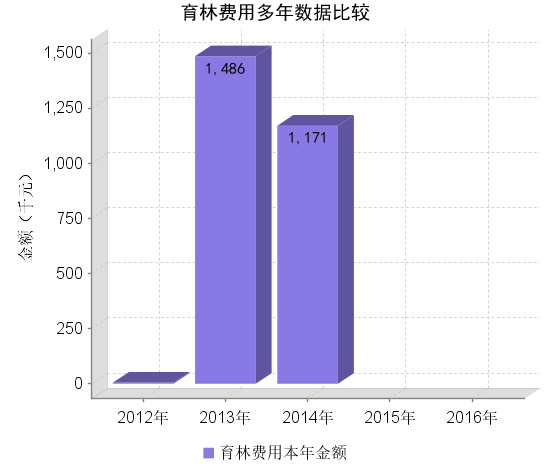 育林费用多年数据比较
金额（千元）
1,500
1,250
1,000
750
500
250
0
1,486
1,171
2012年
2013年
2014年
2015年
2016年
育林费用本年金额